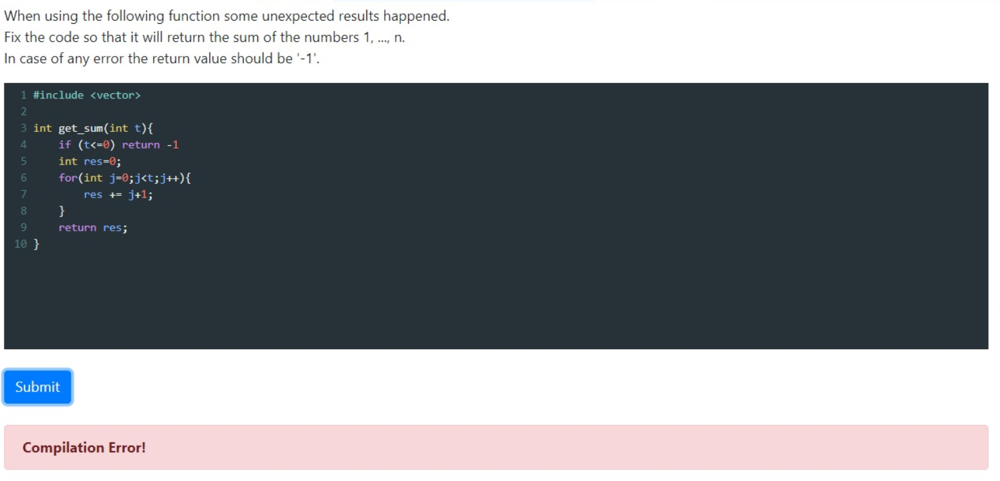 When using the following function some unexpected results happened.
Fix the code so that it will return the sum of the numbers 1, ..., n.
In case of any error the return value should be '-1'.
1 #include <vector>
2
3 int get_sum(int t){
4     if (t<=0) return -1
5     int res=0;
6     for(int j=0;j<t;j++){
7         res += j+1;
8     }
9     return res;
10 }
Submit
Compilation Error!